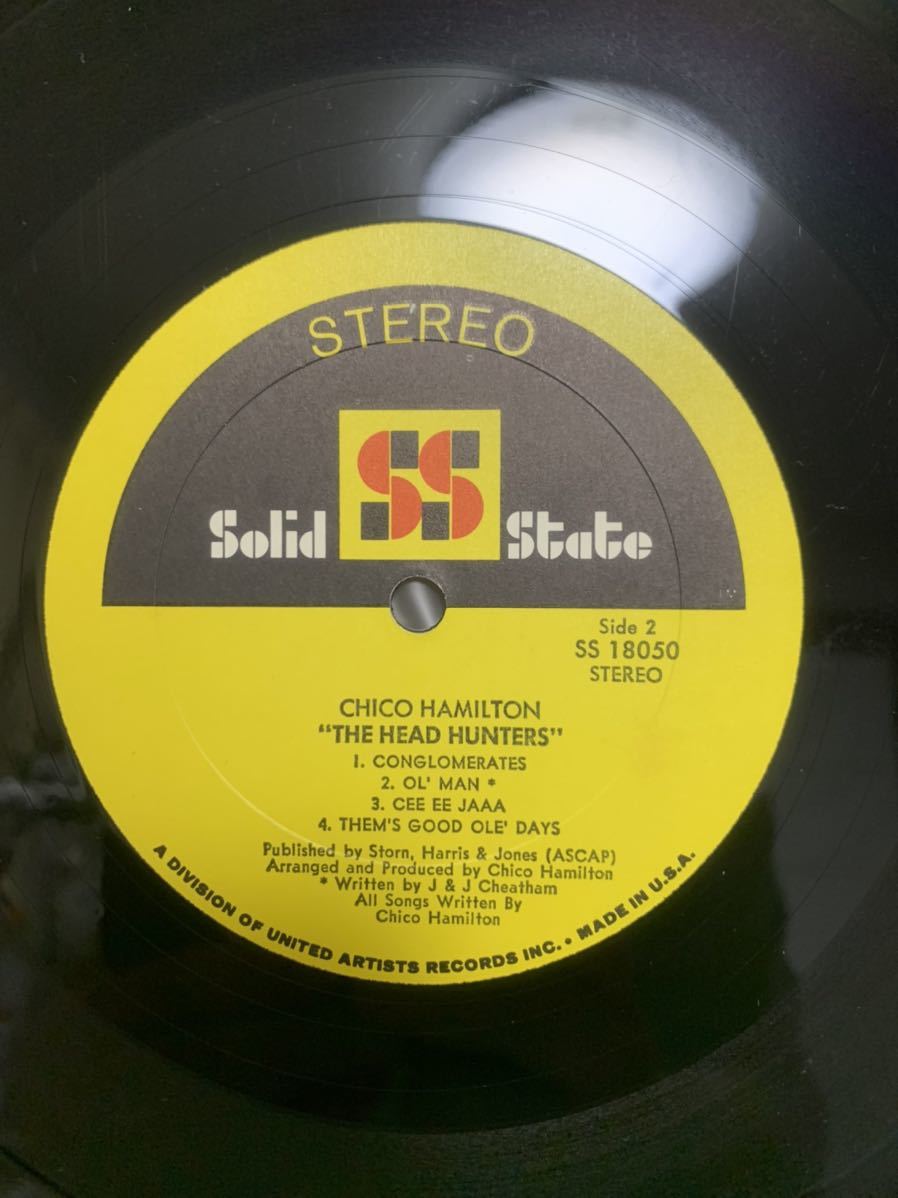 STEREO
SS
Solid State
Side 2
SS 18050
STEREO
CHICO HAMILTON
“THE HEAD HUNTERS”
1. CONGLOMERATES
2. OL' MAN *
3. CEE EE JAAA
4. THEM'S GOOD OLE' DAYS
Published by Storn, Harris & Jones (ASCAP)
Arranged and Produced by Chico Hamilton
* Written by J & J Cheatham
All Songs Written By
Chico Hamilton
A DIVISION OF UNITED ARTISTS RECORDS INC. • MADE IN U.S.A.